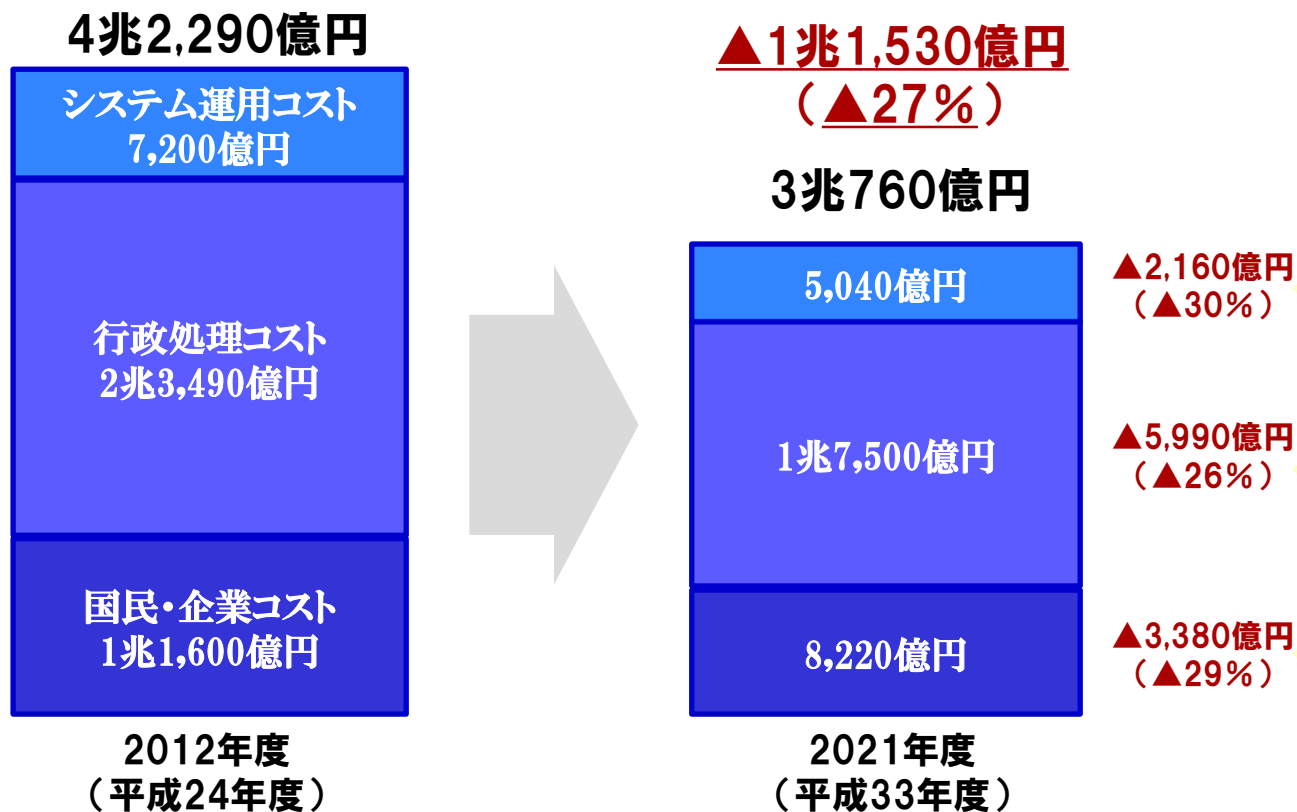 4兆2,290億円
システム運用コスト
7,200億円
行政処理コスト
2兆3,490億円
国民・企業コスト
1兆1,600億円
2012年度
（平成24年度）
▲1兆1,530億円
（▲27％）
3兆760億円
5,040億円
▲2,160億円
（▲30％）
1兆7,500億円
▲5,990億円
（▲26％）
8,220億円
▲3,380億円
（▲29％）
2021年度
（平成33年度）